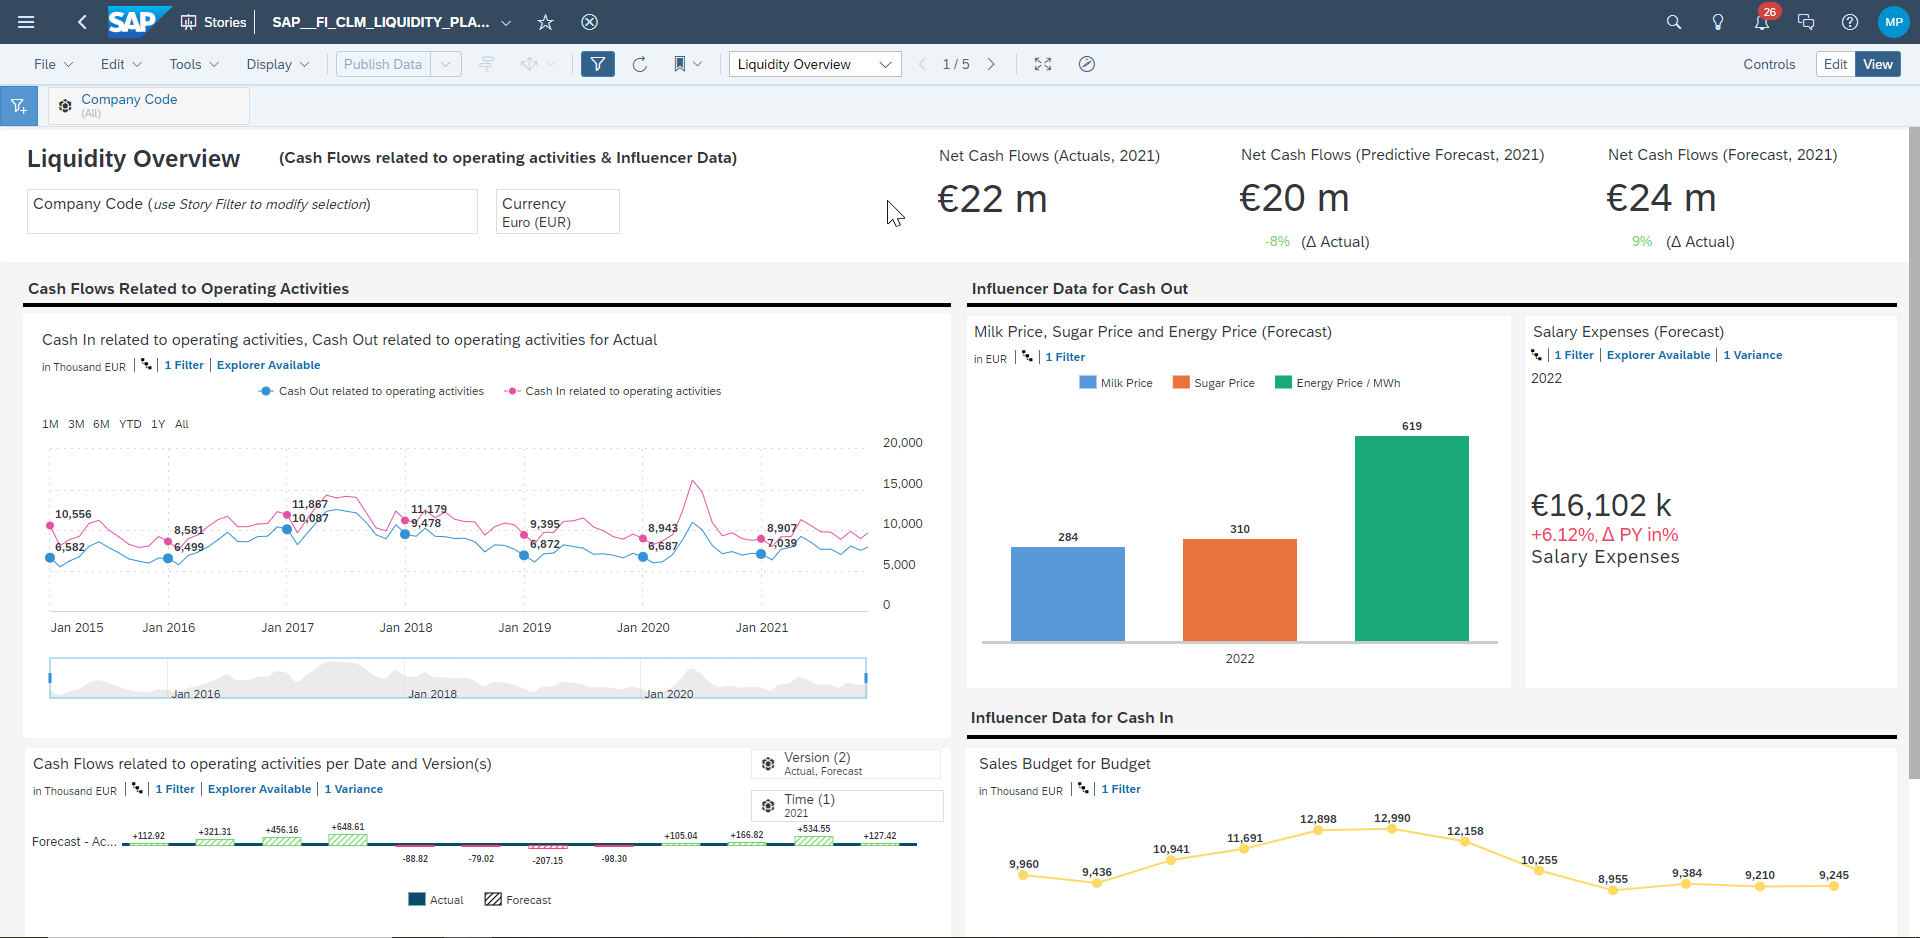 SAP
Stories
SAP__FI_CLM_LIQUIDITY_PLA...
26
MP
File
Edit
Tools
Display
Publish Data
Liquidity Overview
1 / 5
Controls
Edit
View
Company Code
(All)
Liquidity Overview
(Cash Flows related to operating activities & Influencer Data)
Company Code (use Story Filter to modify selection)
Currency
Euro (EUR)
Net Cash Flows (Actuals, 2021)
€22 m
Net Cash Flows (Predictive Forecast, 2021)
€20 m
-8% (Δ Actual)
Net Cash Flows (Forecast, 2021)
€24 m
9% (Δ Actual)
Cash Flows Related to Operating Activities
Cash In related to operating activities, Cash Out related to operating activities for Actual
in Thousand EUR
1 Filter
Explorer Available
Cash Out related to operating activities
Cash In related to operating activities
1M 3M 6M YTD 1Y All
20,000
15,000
10,000
5,000
0
10,556
6,582
8,581
6,499
11,867
10,087
11,179
9,478
9,395
6,872
8,943
6,687
8,907
7,039
Jan 2015
Jan 2016
Jan 2017
Jan 2018
Jan 2019
Jan 2020
Jan 2021
Jan 2016
Jan 2018
Jan 2020
Influencer Data for Cash Out
Milk Price, Sugar Price and Energy Price (Forecast)
in EUR
1 Filter
Milk Price
Sugar Price
Energy Price / MWh
284
310
619
2022
Salary Expenses (Forecast)
1 Filter
Explorer Available
1 Variance
2022
€16,102 k
+6.12%, Δ PY in%
Salary Expenses
Cash Flows related to operating activities per Date and Version(s)
in Thousand EUR
1 Filter
Explorer Available
1 Variance
Version (2)
Actual, Forecast
Time (1)
2021
Forecast - Ac...
+112.92
+321.31
+456.16
+648.61
-88.82
-79.02
-207.15
-98.30
+105.04
+166.82
+534.55
+127.42
Actual
Forecast
Influencer Data for Cash In
Sales Budget for Budget
in Thousand EUR
1 Filter
9,960
9,436
10,941
11,691
12,898
12,990
12,158
10,255
8,955
9,384
9,210
9,245